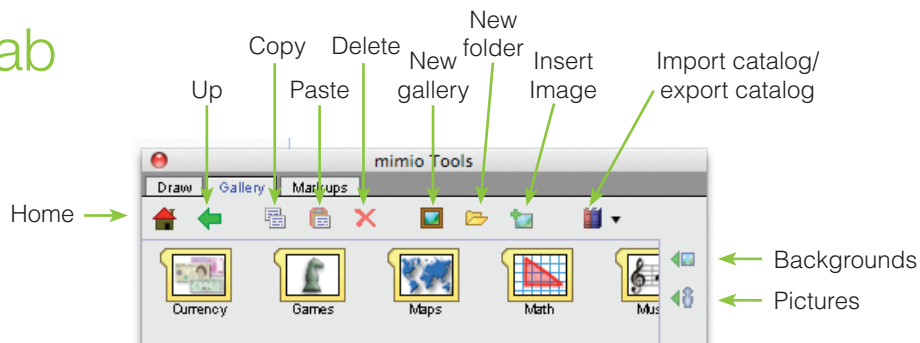 ab
New
folder
Copy
Delete
New
gallery
Insert
Image
Import catalog/
export catalog
Up
Paste
mimio Tools
Draw
Gallery
Markups
Home
Currency
Games
Maps
Math
Mus
Backgrounds
Pictures